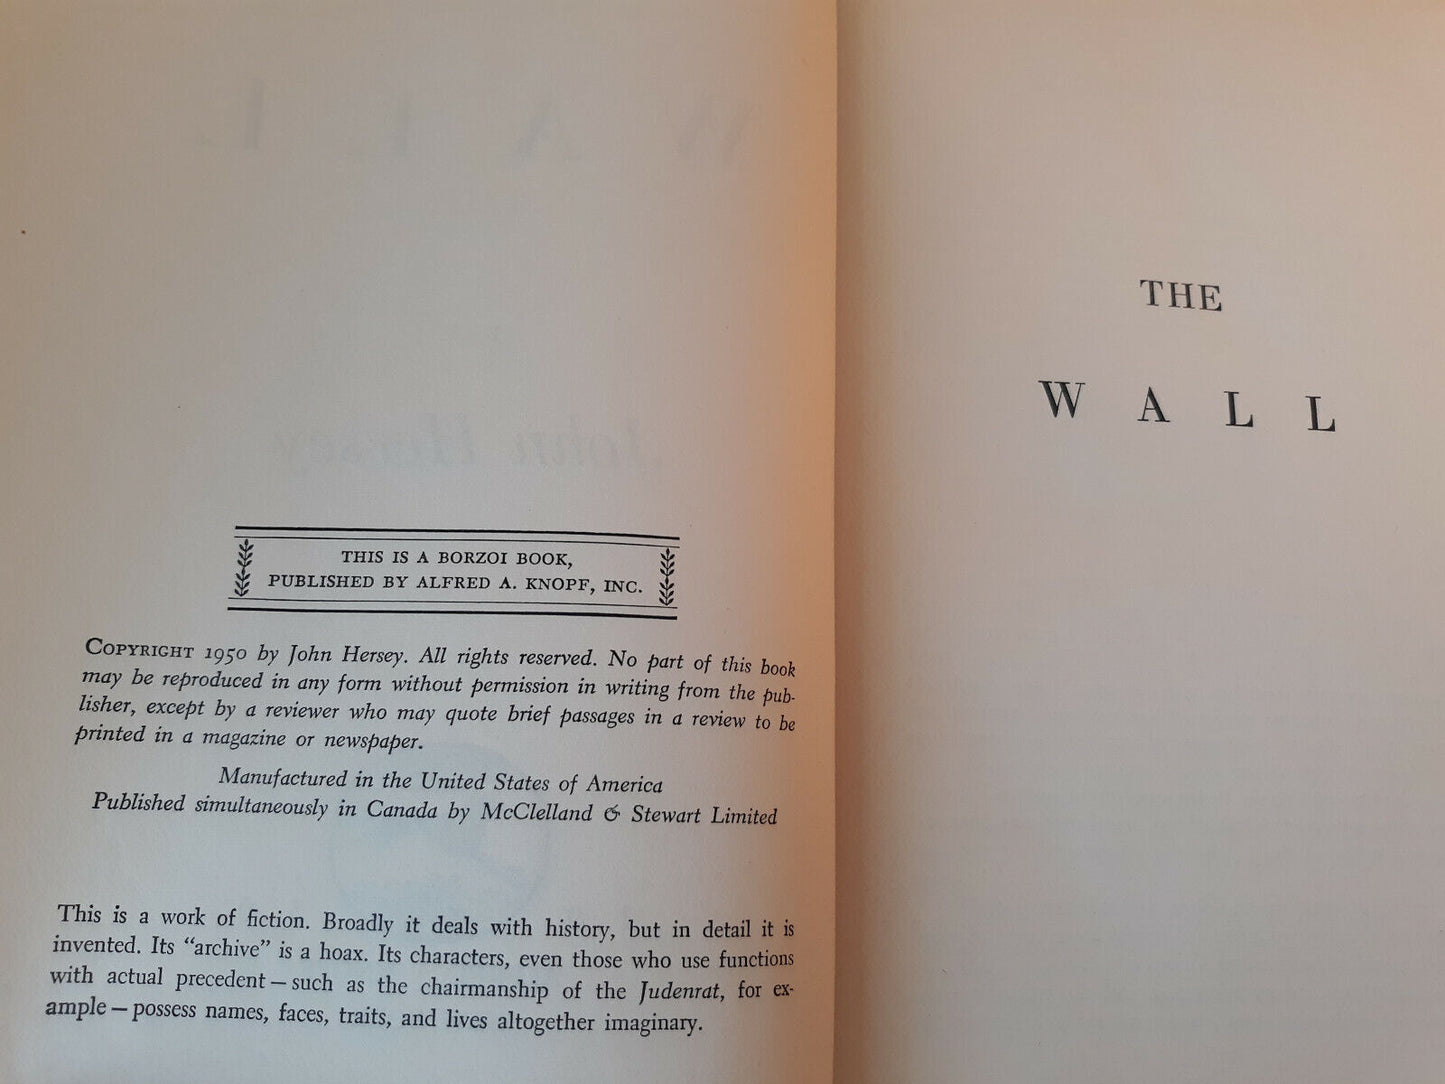 THIS IS A BORZOI BOOK,
PUBLISHED BY ALFRED A. KNOPF, INC.
COPYRIGHT 1950 by John Hersey. All rights reserved. No part of this book
may be reproduced in any form without permission in writing from the pub-
lisher, except by a reviewer who may quote brief passages in a review to be
printed in a magazine or newspaper.
Manufactured in the United States of America
Published simultaneously in Canada by McClelland & Stewart Limited
This is a work of fiction. Broadly it deals with history, but in detail it is
invented. Its “archive” is a hoax. Its characters, even those who use functions
with actual precedent — such as the chairmanship of the Judenrat, for ex-
ample — possess names, faces, traits, and lives altogether imaginary.
THE
WALL